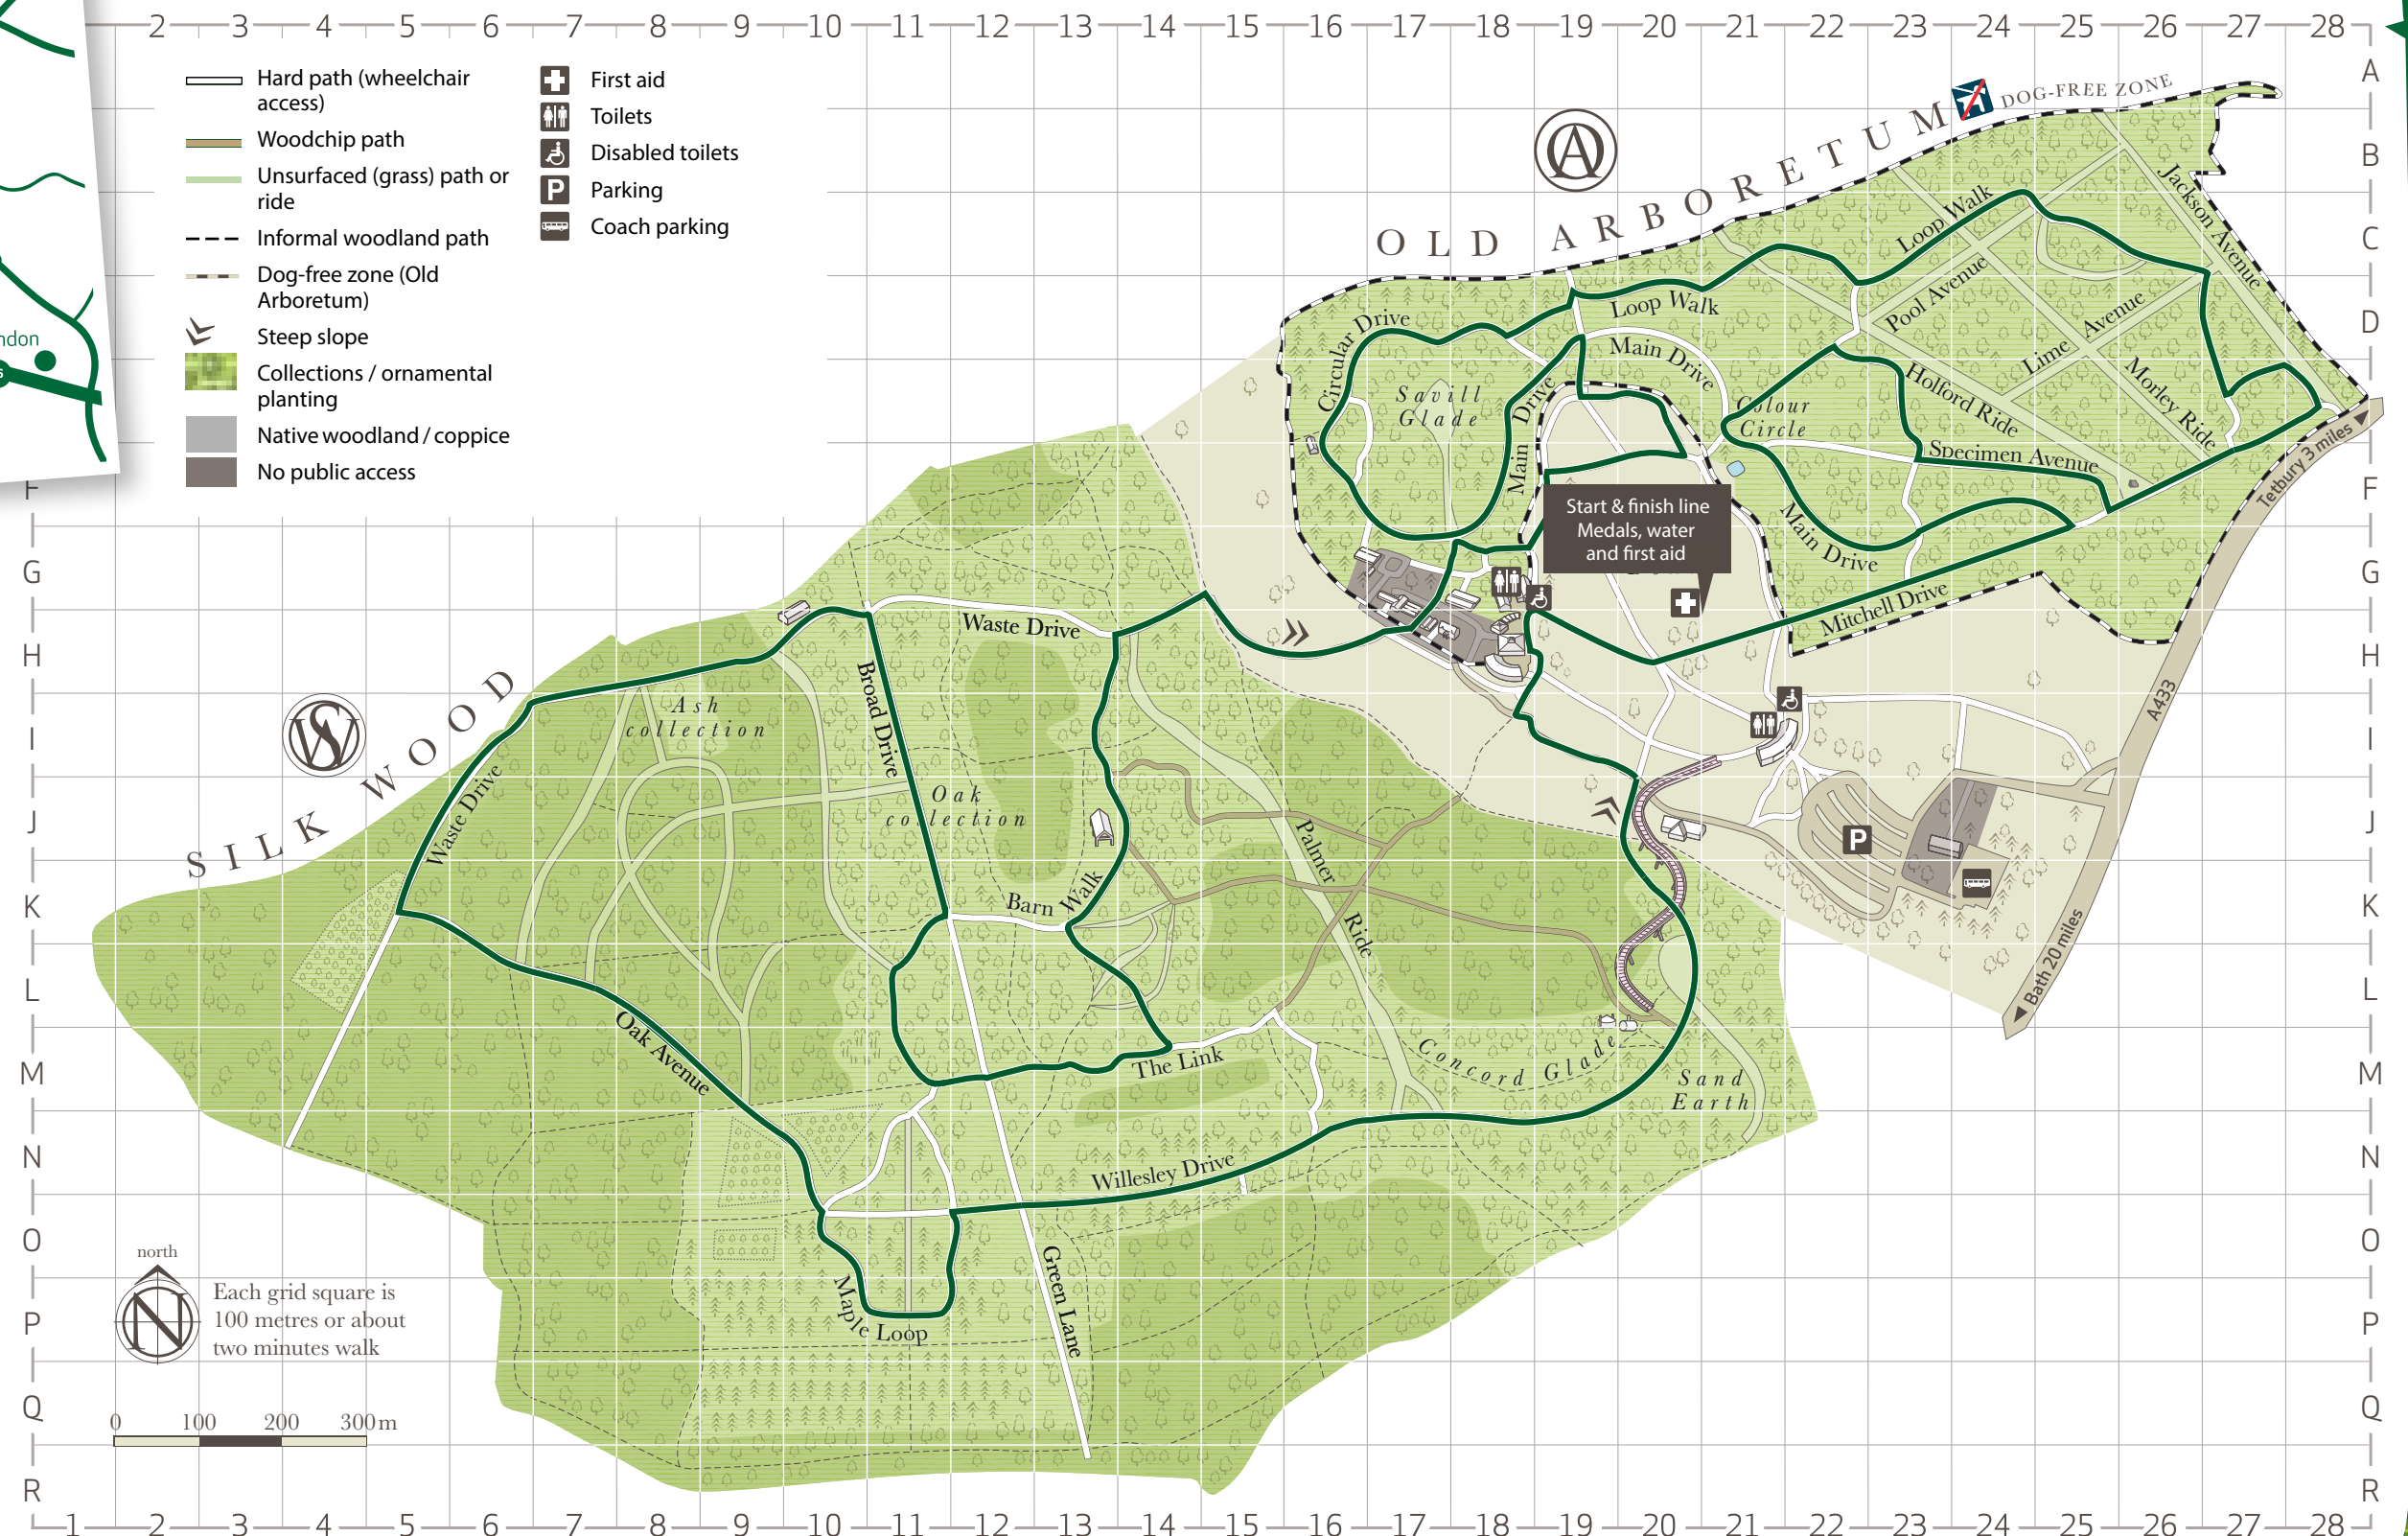 2 3 4 5 6 7 8 9 10 11 12 13 14 15 16 17 18 19 20 21 22 23 24 25 26 27 28
Hard path (wheelchair
access)
Woodchip path
Unsurfaced (grass) path or
ride
Informal woodland path
Dog-free zone (Old
Arboretum)
Steep slope
Collections / ornamental
planting
Native woodland / coppice
No public access
First aid
Toilets
Disabled toilets
P
Parking
Coach parking
ndon
A
B
C
D
F
G
H
I
J
K
L
M
N
O
P
Q
R
OLD ARBORETUM
A
DOG-FREE ZONE
Jackson Avenue
Loop Walk
Pool Avenue
Lime Avenue
Loop Walk
Circular Drive
Main Drive
Savill
Glade
Main Drive
Colour
Circle
Holford Ride
Morley Ride
Specimen Avenue
Tetbury 3 miles
Start & finish line
Medals, water
and first aid
Main Drive
Mitchell Drive
A433
Bath 20 miles
P
SILK WOOD
SW
Waste Drive
Waste Drive
Broad Drive
Ash
collection
Oak
collection
Barn Walk
Palmer Ride
Oak Avenue
The Link
Concord Glade
Sand
Earth
Willesley Drive
Maple Loop
Green Lane
north
N
Each grid square is
100 metres or about
two minutes walk
0 100 200 300 m
A
B
C
D
F
G
H
I
J
K
L
M
N
O
P
Q
R
1 2 3 4 5 6 7 8 9 10 11 12 13 14 15 16 17 18 19 20 21 22 23 24 25 26 27 28